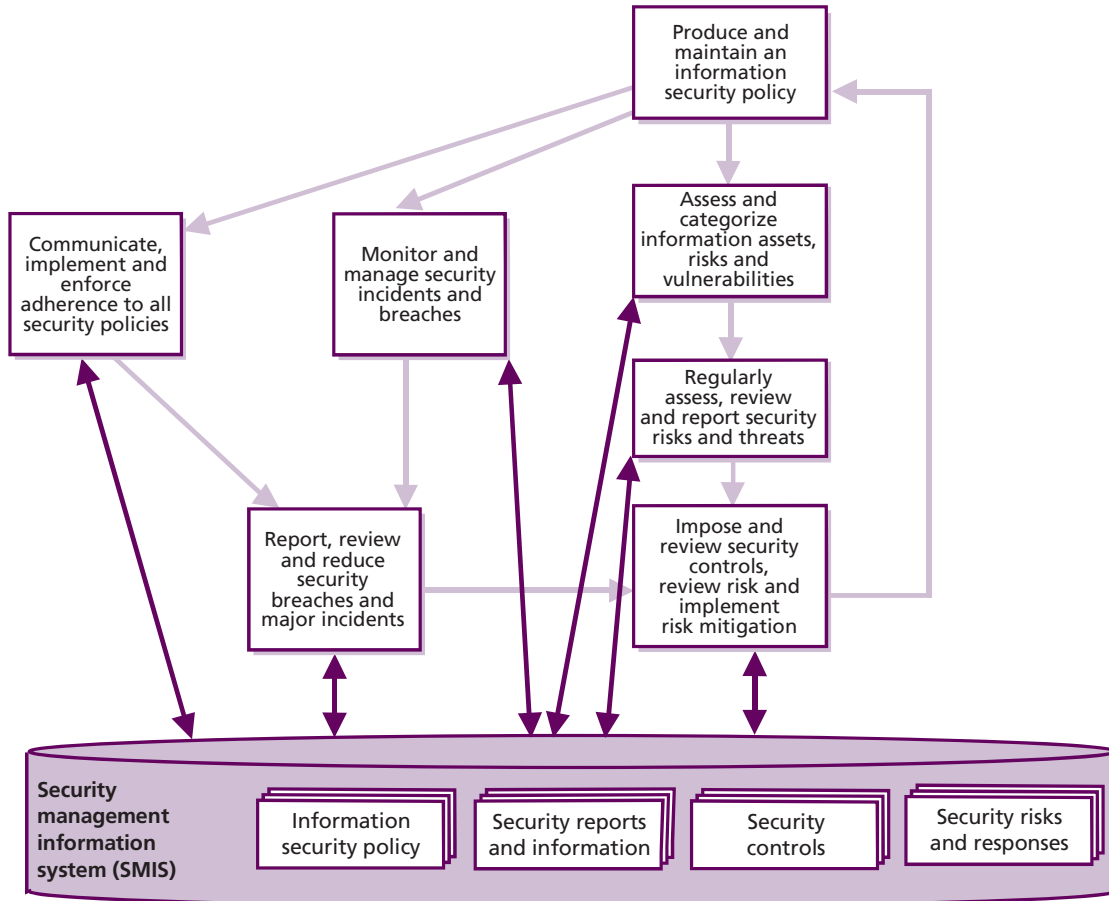 Produce and
maintain an
information
security policy
Communicate,
implement and
enforce
adherence to all
security policies
Monitor and
manage security
incidents and
breaches
Assess and
categorize
information assets,
risks and
vulnerabilities
Regularly
assess, review
and report security
risks and threats
Report, review
and reduce
security
breaches and
major incidents
Impose and
review security
controls,
review risk and
implement
risk mitigation
Security
management
information
system (SMIS)
Information
security policy
Security reports
and information
Security
controls
Security risks
and responses